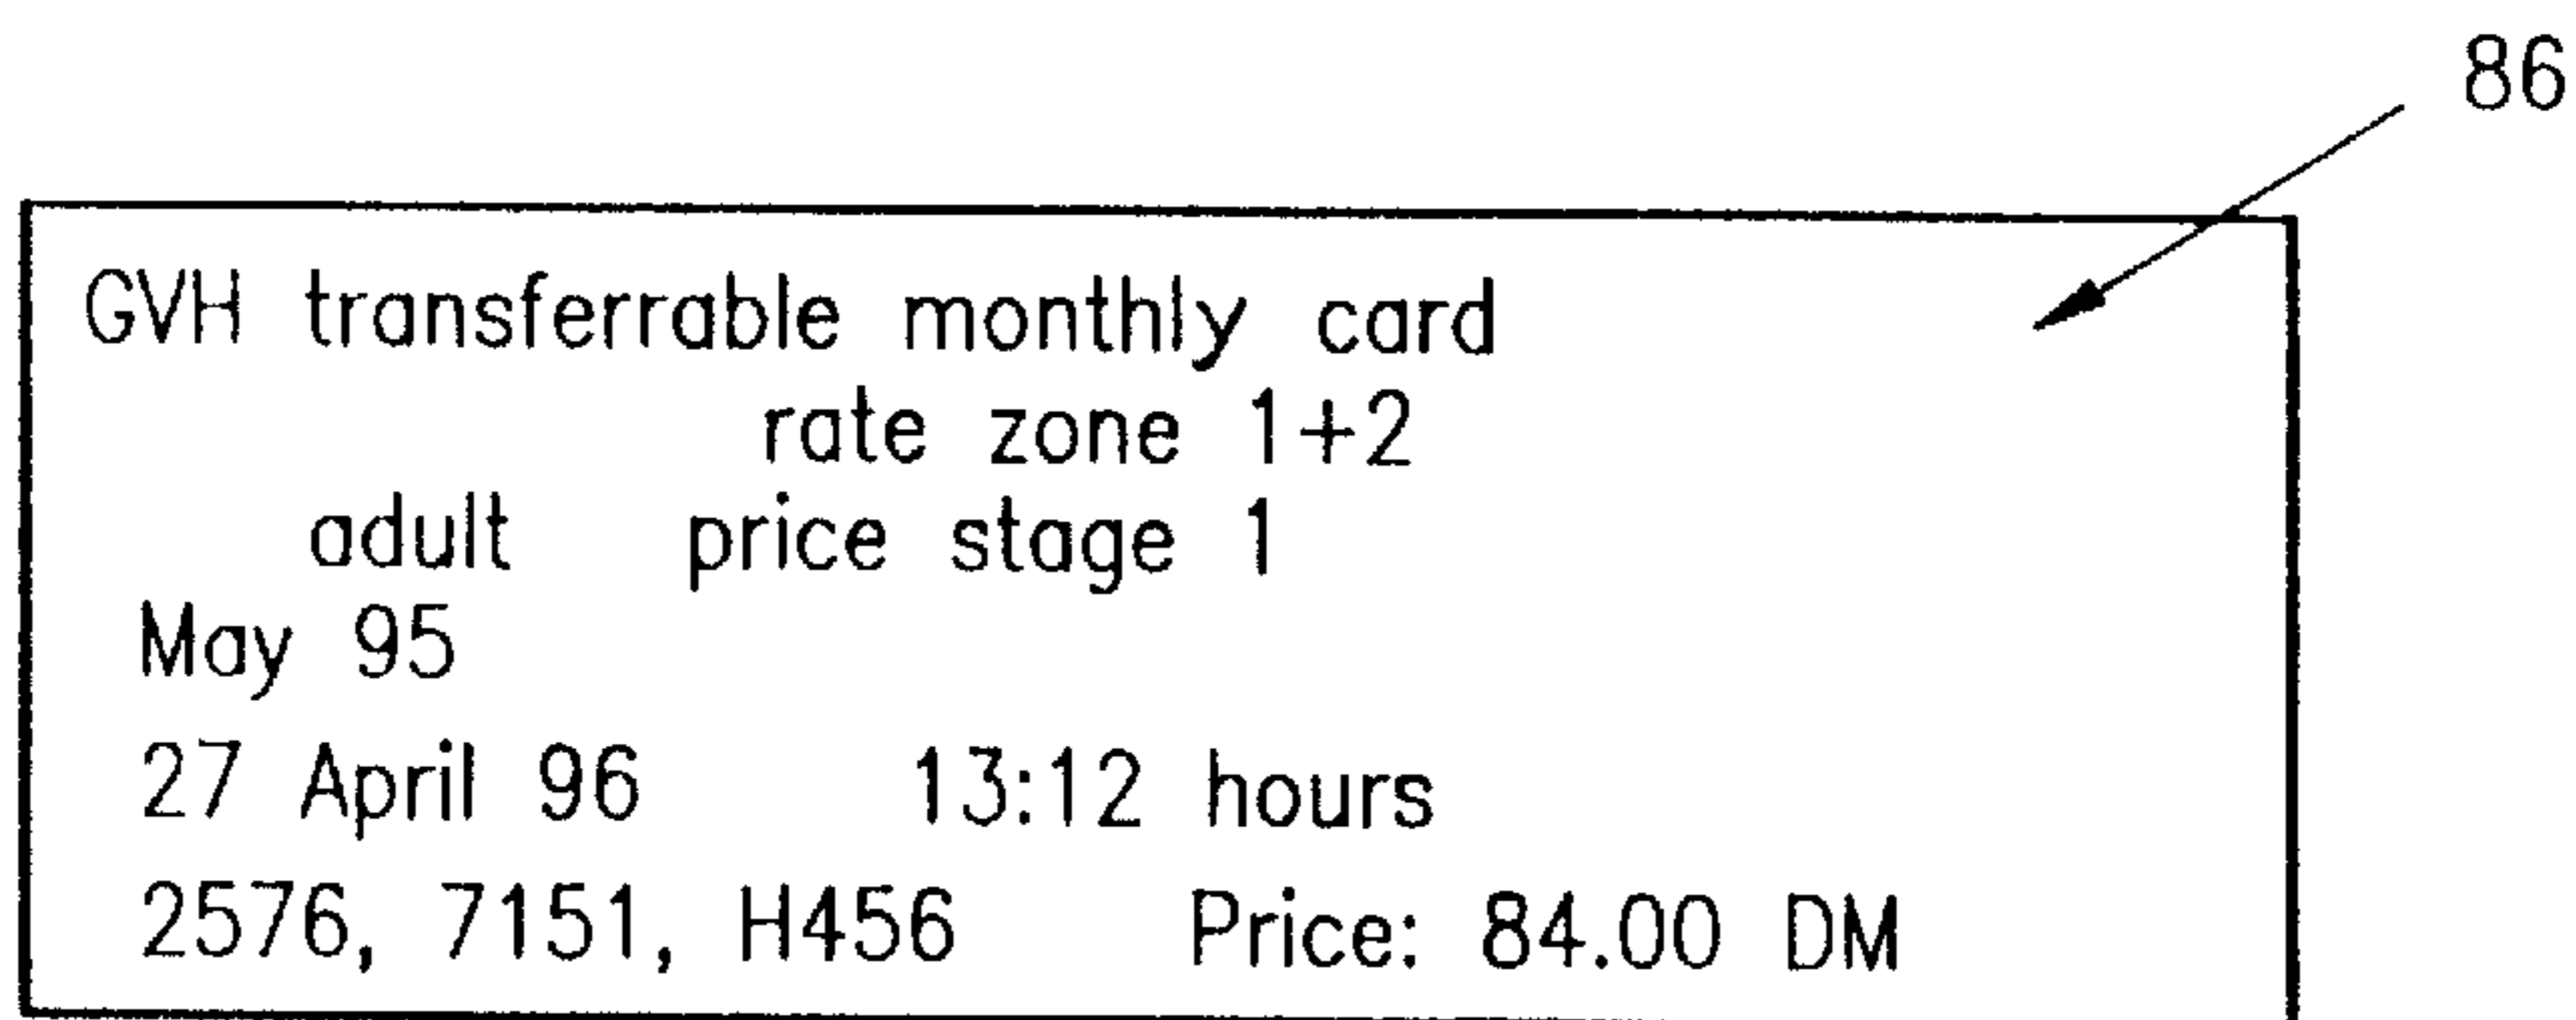 86
GVH transferrable monthly card
rate zone 1+2
adult price stage 1
May 95
27 April 96 13:12 hours
2576, 7151, H456 Price: 84.00 DM